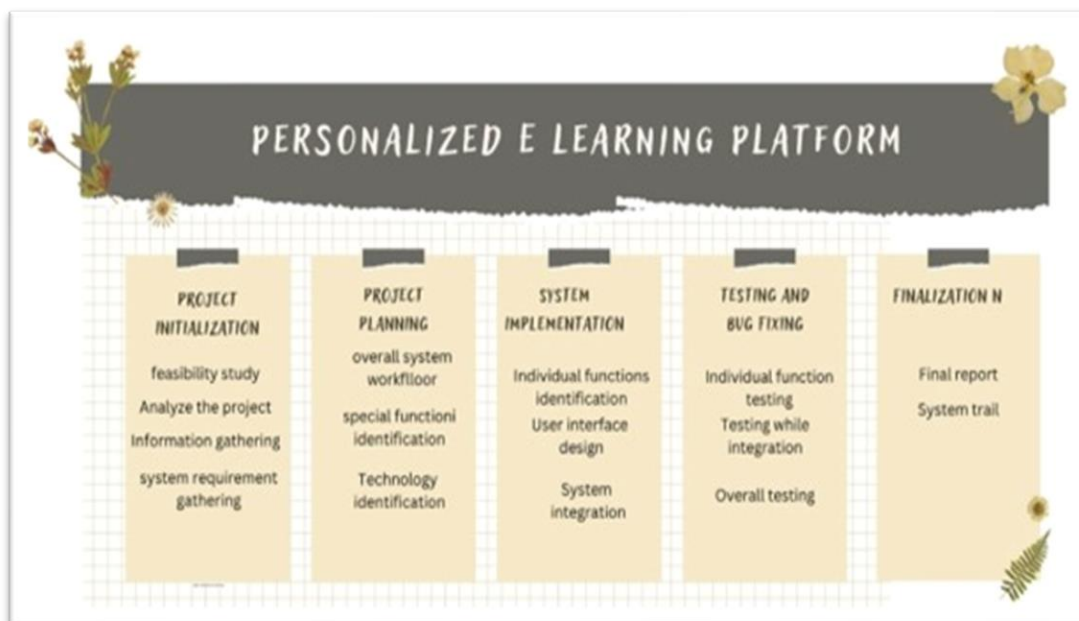 PERSONALIZED E LEARNING PLATFORM
PROJECT
INITIALIZATION
feasibility study
Analyze the project
Information gathering
system requirement
gathering
PROJECT
PLANNING
overall system
workflloor
special functioni
identification
Technology
identification
SYSTEM
IMPLEMENTATION
Individual functions
identification
User interface
design
System
integration
TESTING AND
BUG FIXING
Individual function
testing
Testing while
integration
Overall testing
FINALIZATION N
Final report
System trail